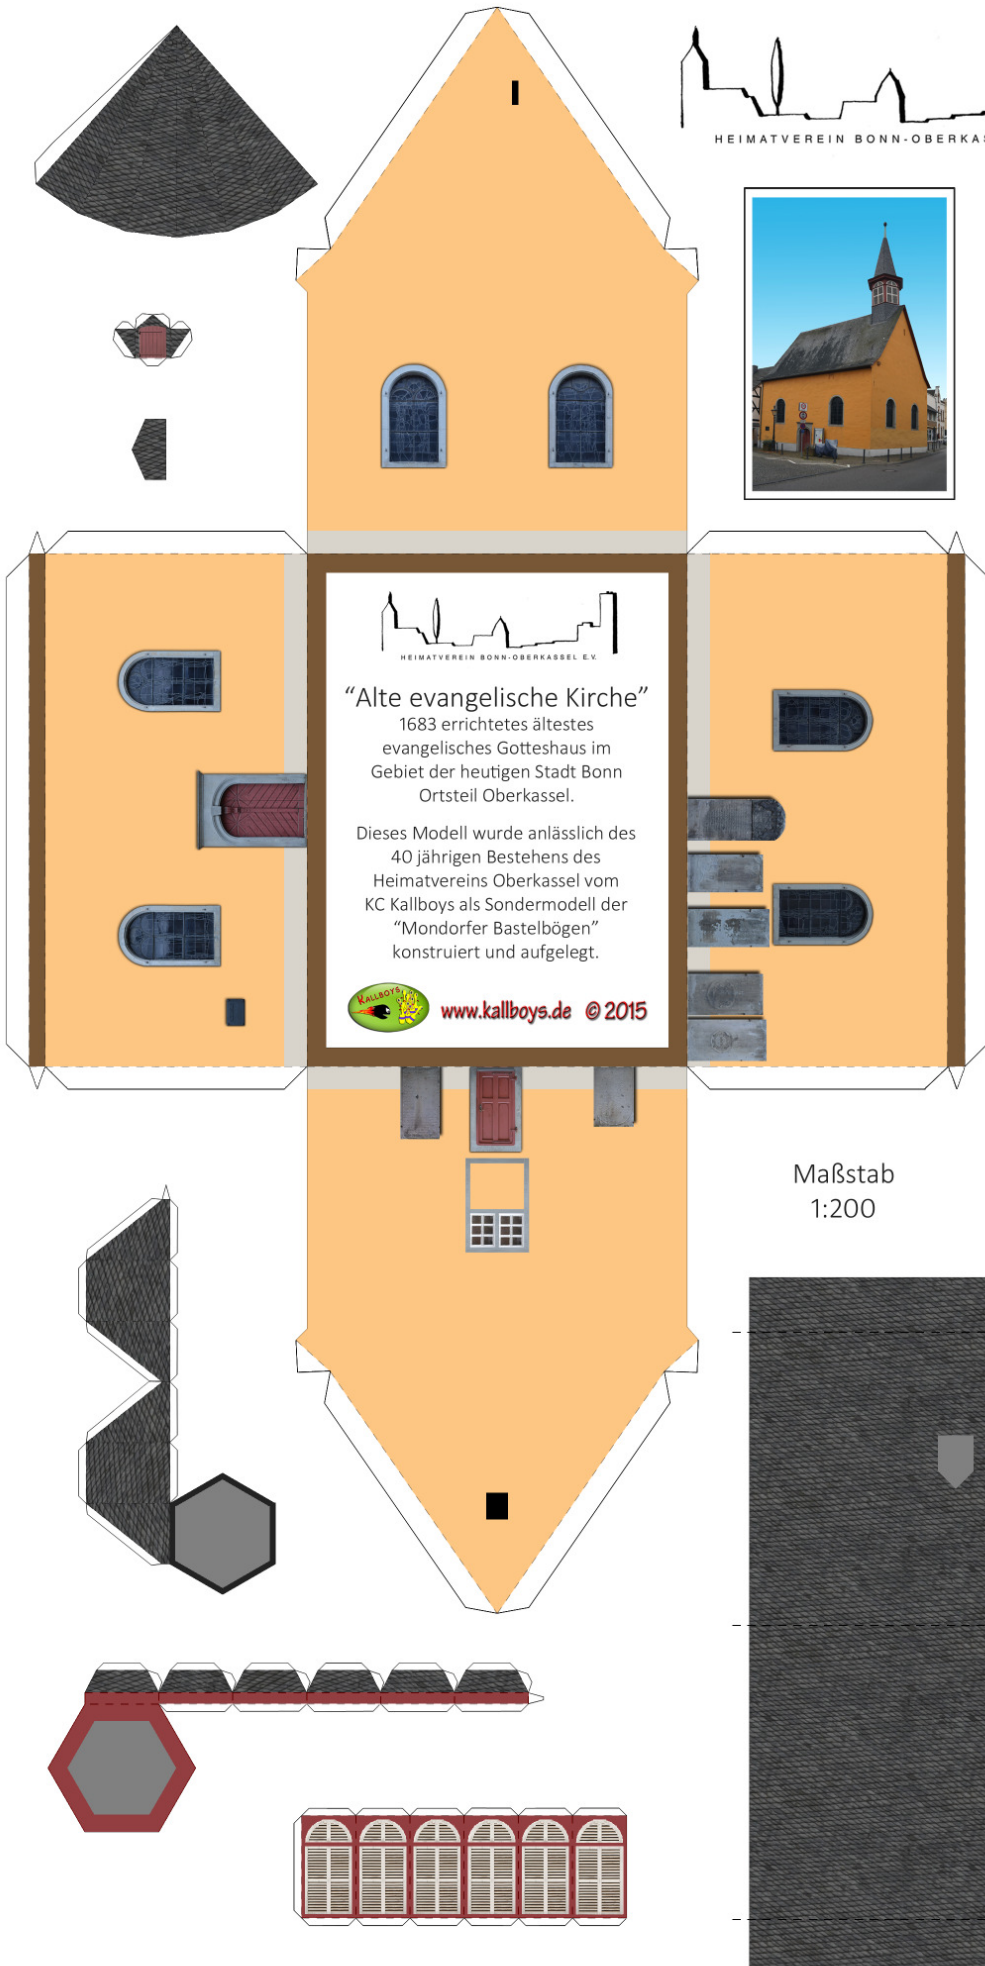 HEIMATVEREIN BONN-OBERKAS
HEIMATVEREIN BONN-OBERKASSEL E.V.
“Alte evangelische Kirche”
1683 errichtetes ältestes
evangelisches Gotteshaus im
Gebiet der heutigen Stadt Bonn
Ortsteil Oberkassel.
Dieses Modell wurde anlässlich des
40 jährigen Bestehens des
Heimatvereins Oberkassel vom
KC Kallboys als Sondermodell der
“Mondorfer Bastelbögen”
konstruiert und aufgelegt.
KALLBOYS
www.kallboys.de © 2015
Maßstab
1:200